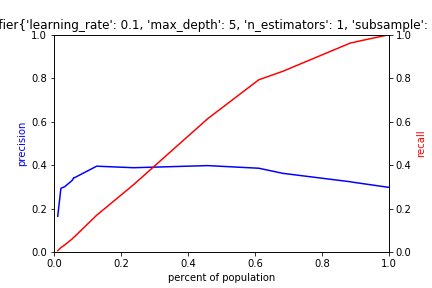 fier{'learning_rate': 0.1, 'max_depth': 5, 'n_estimators': 1, 'subsample':
1.0 1.0
0.8 0.8
0.6 0.6
precision recall
0.4 0.4
0.2 0.2
0.0 0.0
0.0 0.2 0.4 0.6 0.8 1.0
percent of population